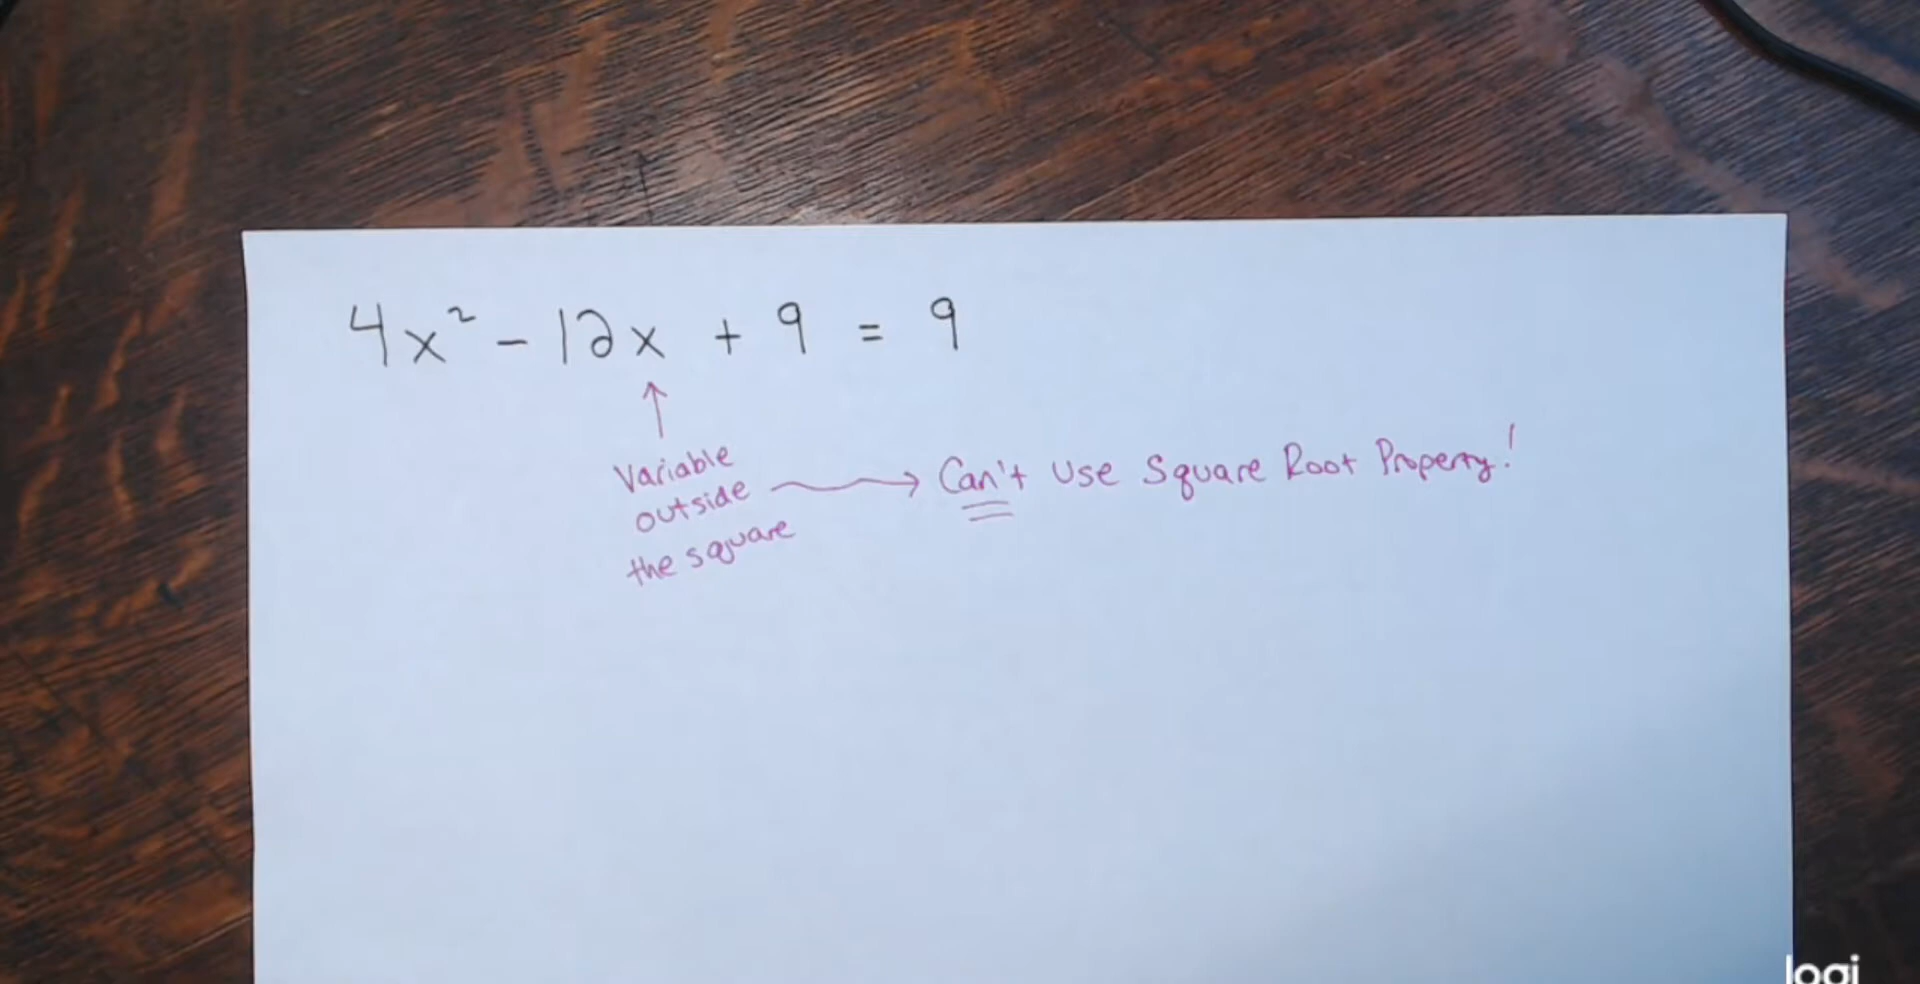 4x² - 12x + 9 = 9
Variable
outside
the square
Can't use Square Root Property!
logi